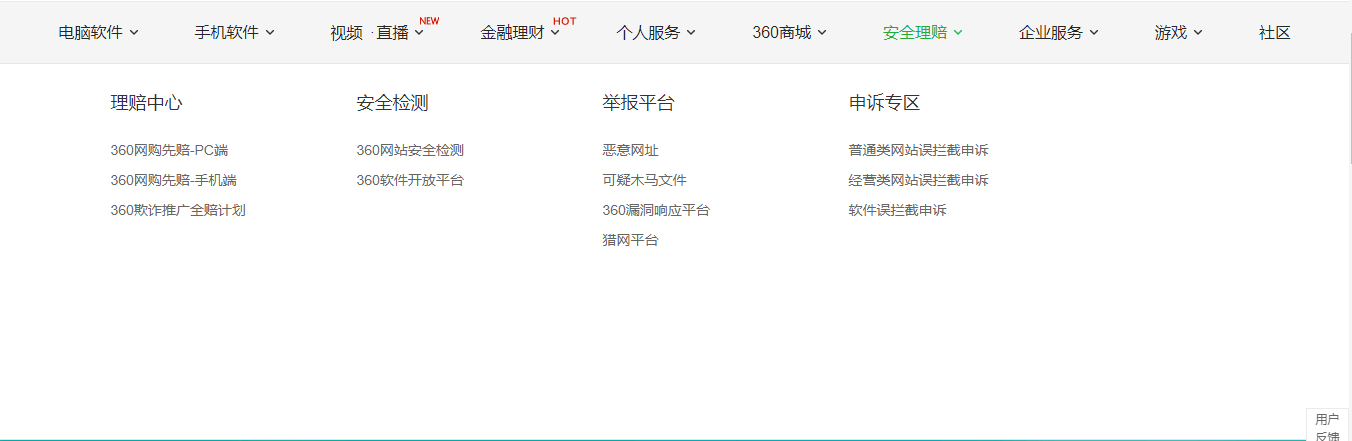 电脑软件 手机软件 视频 · 直播 NEW 金融理财 HOT 个人服务 360商城 安全理赔 企业服务 游戏 社区
理赔中心 安全检测 举报平台 申诉专区
360网购先赔-PC端 360网站安全检测 恶意网址 普通类网站误拦截申诉
360网购先赔-手机端 360软件开放平台 可疑木马文件 经营类网站误拦截申诉
360欺诈推广全赔计划 360漏洞响应平台 软件误拦截申诉
猎网平台
用户
反馈